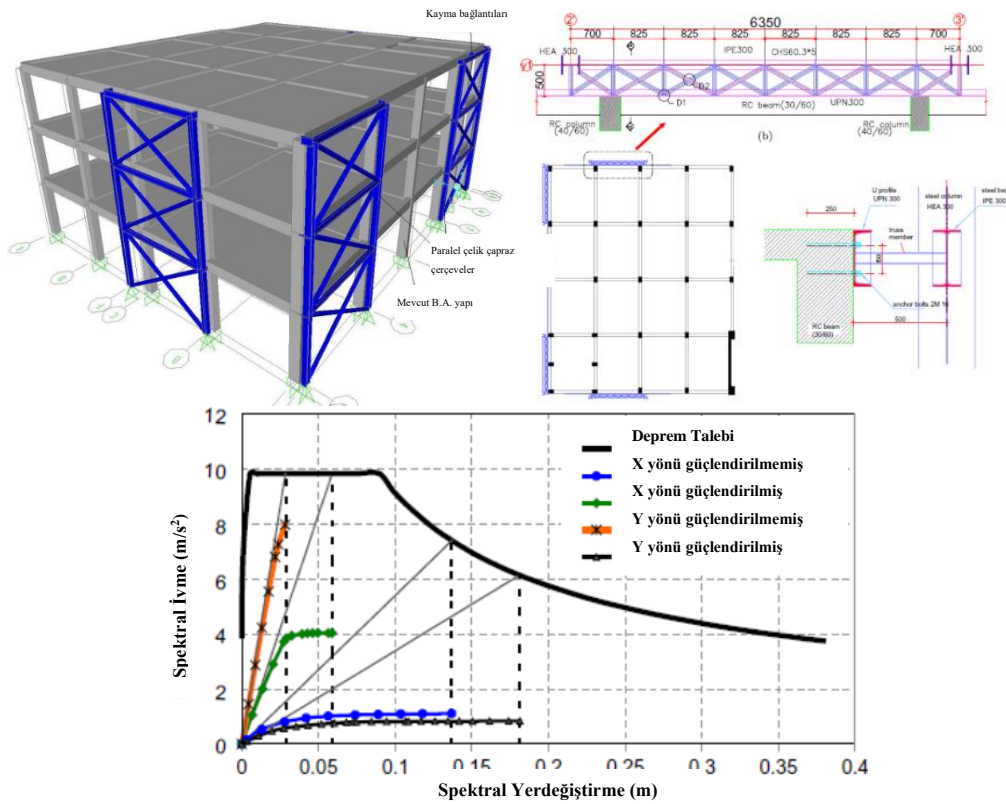 Kayma bağlantıları
Paralel çelik çapraz
çerçeveler
Mevcut B.A. yapı
2'
3'
6350
700
825
825
825
825
825
825
700
HEA 300
IPE300
CHS60.3*5
HEA 300
y1
500
D2
D1
RC beam(30/60)
UPN300
RC column
(40/60)
RC column
(40/60)
(b)
U profile
UPN 300
steel column
HEA 300
IPE 300
250
truss
member
anchor bolts 2M 16
500
RC beam
(30/60)
12
10
8
6
4
2
0
0
0.05
0.1
0.15
0.2
0.25
0.3
0.35
0.4
Deprem Talebi
X yönü güçlendirilmemiş
X yönü güçlendirilmiş
Y yönü güçlendirilmemiş
Y yönü güçlendirilmiş
Spektral İvme (m/s²)
Spektral Yerdeğiştirme (m)